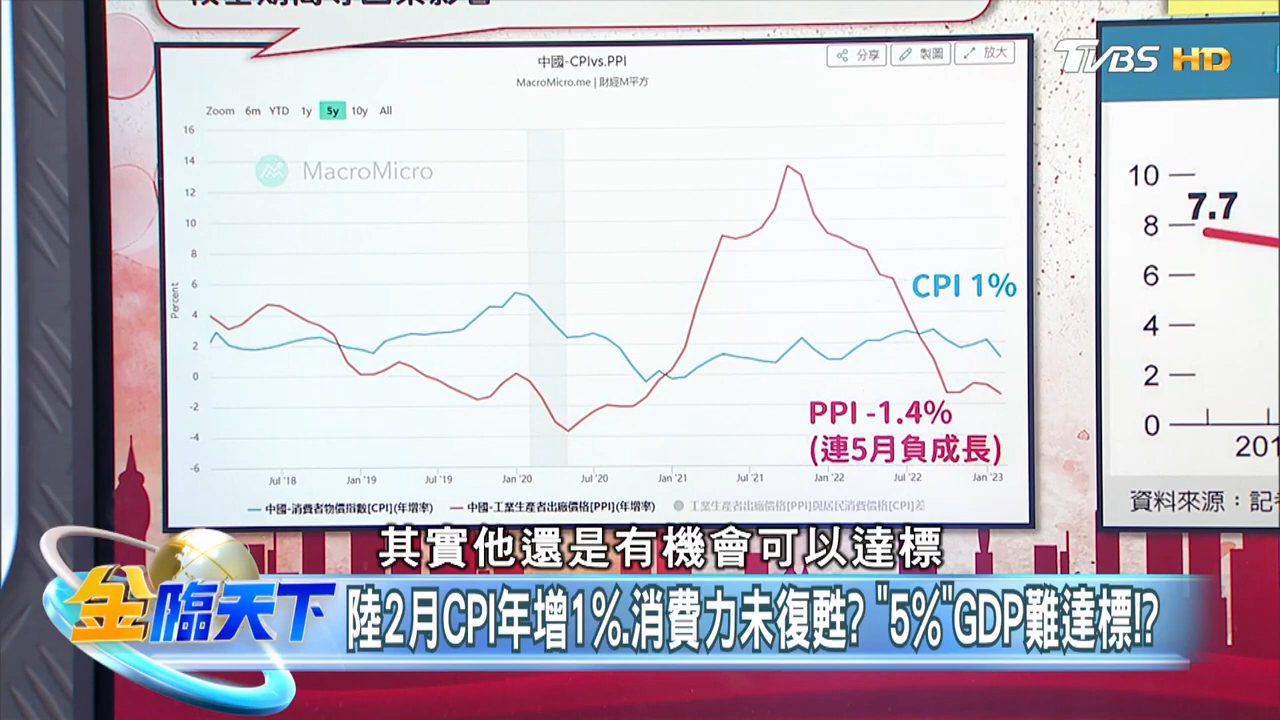 中國-CPIvs.PPI
MacroMicro.me | 財經M平方
分享
製圖
放大
TVBS HD
Zoom 6m YTD 1y 5y 10y All
MacroMicro
Percent
16
14
12
10
8
6
4
2
0
-2
-4
-6
CPI 1%
PPI -1.4%
(連5月負成長)
Jul '18 Jan '19 Jul '19 Jan '20 Jul '20 Jan '21 Jul '21 Jan '22 Jul '22 Jan '23
中國-消費者物價指數[CPI](年增率)
中國-工業生產者出廠價格[PPI](年增率)
工業生產者出廠價格[PPI]與居民消費價格[CPI]差
10
7.7
8
6
4
2
0
201
資料來源：記
其實他還是有機會可以達標
金臨天下
陸2月CPI年增1%.消費力未復甦? "5%"GDP難達標!?